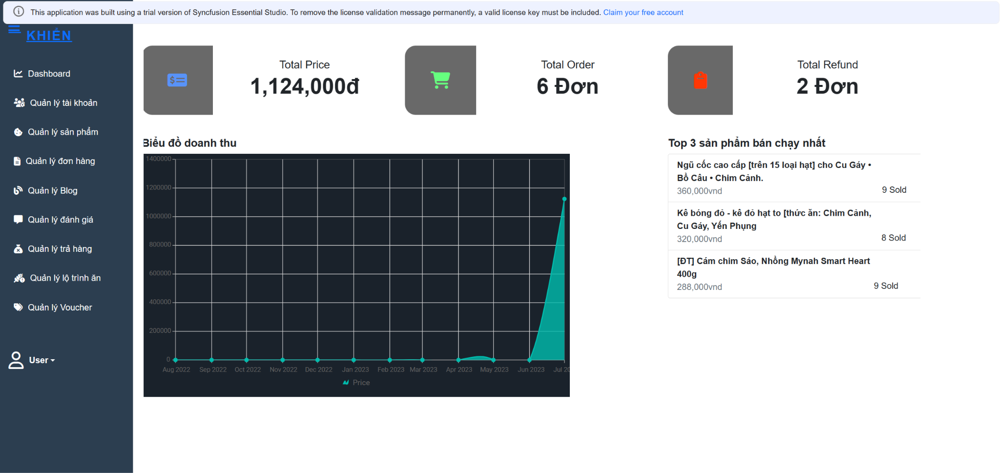 This application was built using a trial version of Syncfusion Essential Studio. To remove the license validation message permanently, a valid license key must be included. Claim your free account
KHIỂN
Dashboard
Quản lý tài khoản
Quản lý sản phẩm
Quản lý đơn hàng
Quản lý Blog
Quản lý đánh giá
Quản lý trả hàng
Quản lý lộ trình ăn
Quản lý Voucher
User
Total Price
1,124,000đ
Total Order
6 Đơn
Total Refund
2 Đơn
Biểu đồ doanh thu
1400000
1200000
1000000
800000
600000
400000
200000
0
Aug 2022 Sep 2022 Oct 2022 Nov 2022 Dec 2022 Jan 2023 Feb 2023 Mar 2023 Apr 2023 May 2023 Jun 2023 Jul 20
Price
Top 3 sản phẩm bán chạy nhất
Ngũ cốc cao cấp [trên 15 loại hạt] cho Cu Gáy •
Bồ Câu • Chim Cảnh.
360,000vnd
9 Sold
Kê bóng đỏ - kê đỏ hạt to [thức ăn: Chim Cảnh,
Cu Gáy, Yến Phụng
320,000vnd
8 Sold
[ĐT] Cám chim Sáo, Nhồng Mynah Smart Heart
400g
288,000vnd
9 Sold